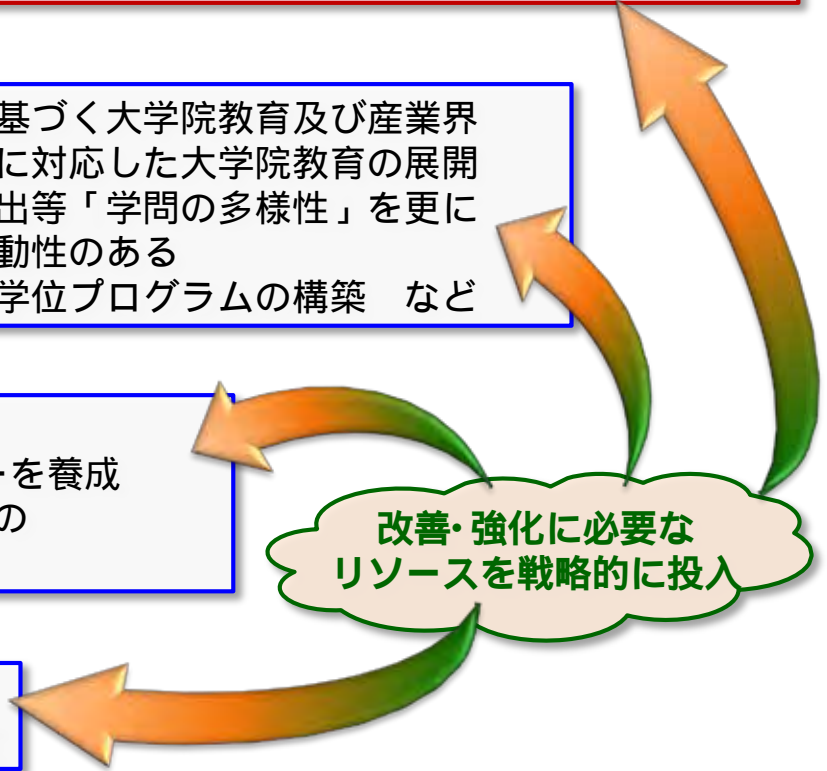 基づく大学院教育及び産業界
に対応した大学院教育の展開
出等「学問の多様性」を更に
動性のある
学位プログラムの構築　など
ーを養成
の
改善・強化に必要な
リソースを戦略的に投入